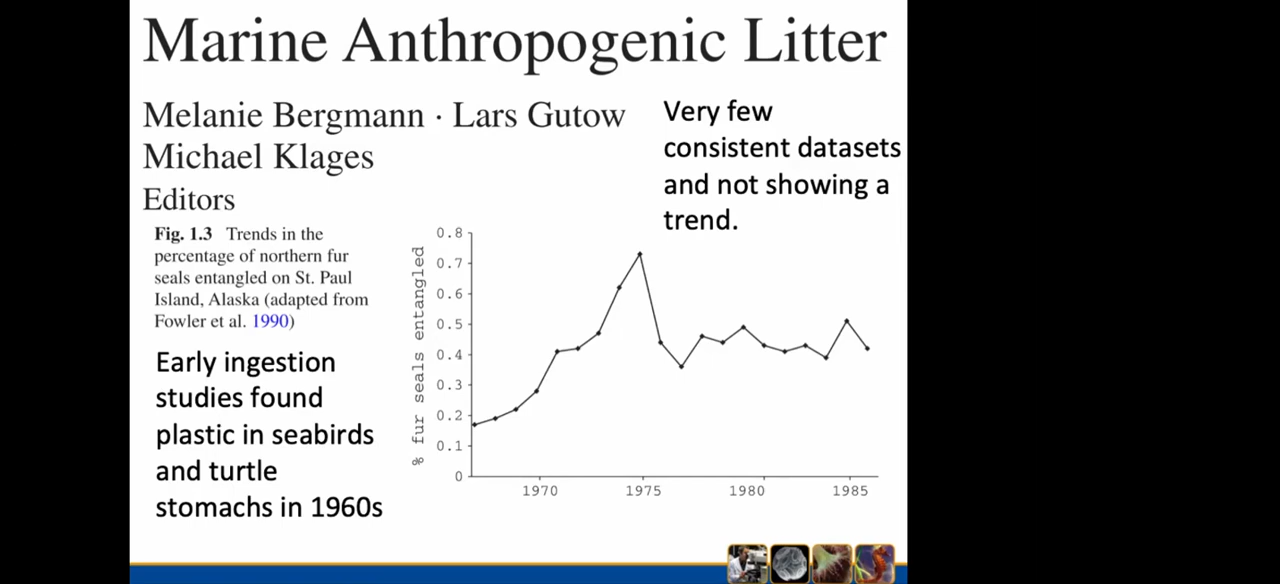 Marine Anthropogenic Litter
Melanie Bergmann · Lars Gutow
Michael Klages
Editors
Very few
consistent datasets
and not showing a
trend.
Fig. 1.3 Trends in the
percentage of northern fur
seals entangled on St. Paul
Island, Alaska (adapted from
Fowler et al. 1990)
Early ingestion
studies found
plastic in seabirds
and turtle
stomachs in 1960s
% fur seals entangled
0.8
0.7
0.6
0.5
0.4
0.3
0.2
0.1
0
1970 1975 1980 1985